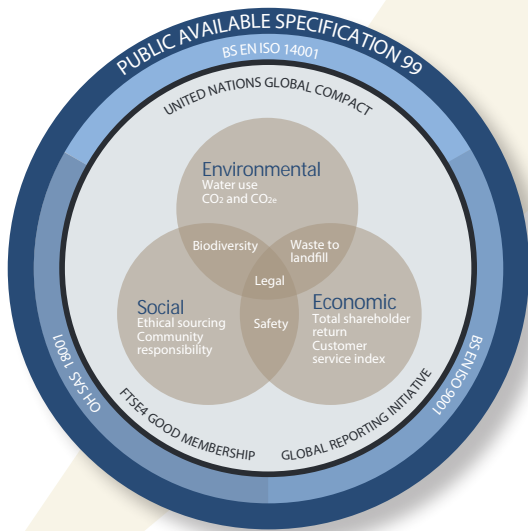 PUBLIC AVAILABLE SPECIFICATION 99
BS EN ISO 14001
UNITED NATIONS GLOBAL COMPACT
Environmental
Water use
CO2 and CO2e
Biodiversity
Waste to
landfill
Legal
Social
Ethical sourcing
Community
responsibility
Safety
Economic
Total shareholder
return
Customer
service index
OH SAS 18001
BS EN ISO 9001
FTSE4 GOOD MEMBERSHIP
GLOBAL REPORTING INITIATIVE